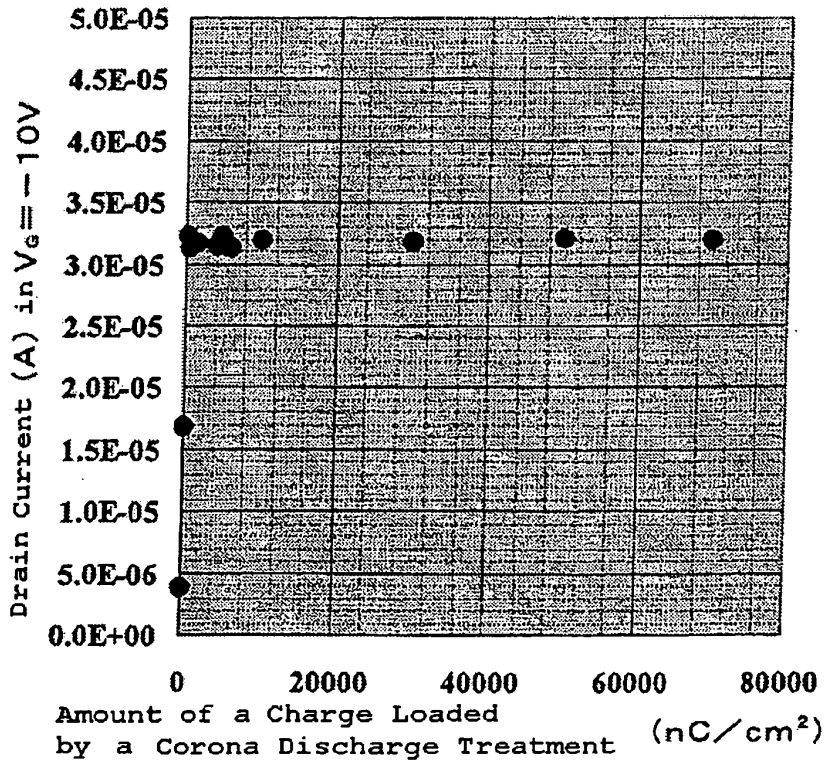 5.0E-05
4.5E-05
4.0E-05
3.5E-05
3.0E-05
2.5E-05
2.0E-05
1.5E-05
1.0E-05
5.0E-06
0.0E+00
Drain Current (A) in VG=-10V
0 20000 40000 60000 80000
Amount of a Charge Loaded
by a Corona Discharge Treatment (nC/cm²)